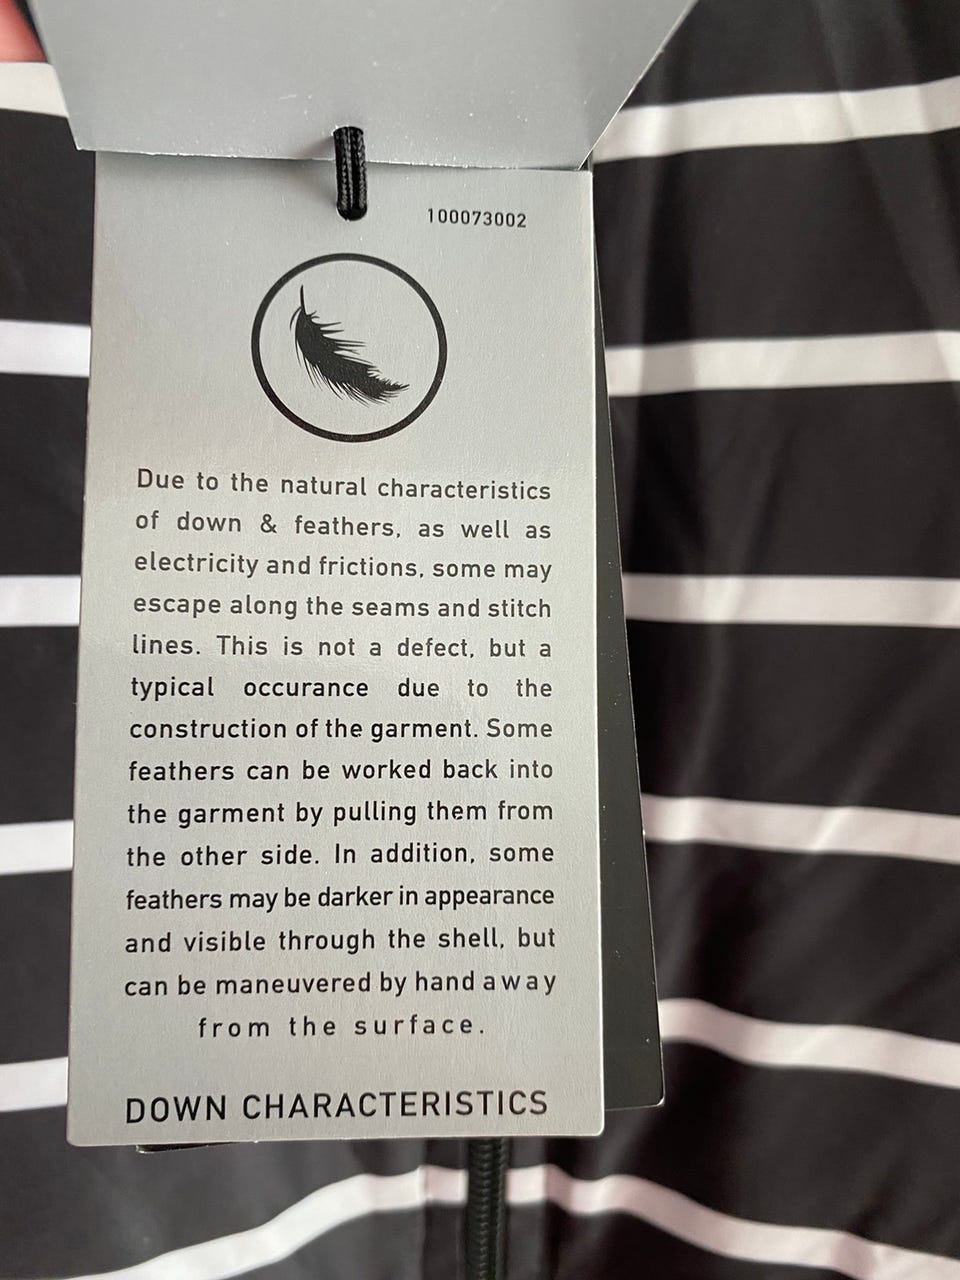 100073002
Due to the natural characteristics
of down & feathers, as well as
electricity and frictions, some may
escape along the seams and stitch
lines. This is not a defect, but a
typical occurance due to the
construction of the garment. Some
feathers can be worked back into
the garment by pulling them from
the other side. In addition, some
feathers may be darker in appearance
and visible through the shell, but
can be maneuvered by hand away
from the surface.
DOWN CHARACTERISTICS